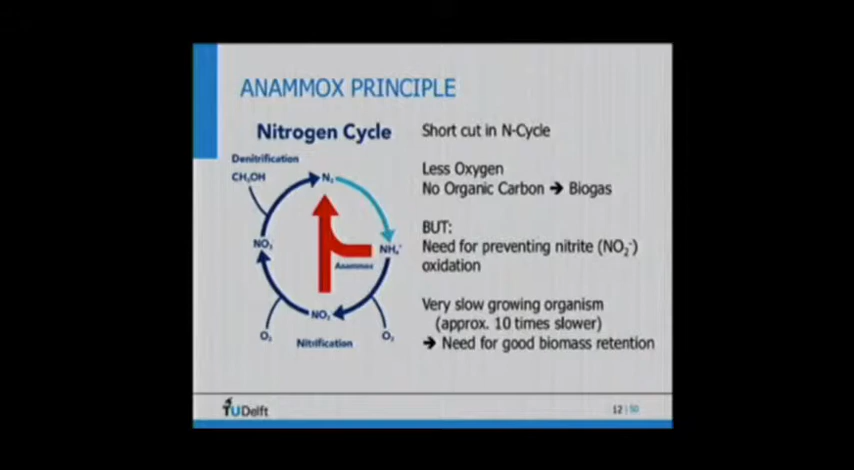 ANAMMOX PRINCIPLE
Nitrogen Cycle
Denitrification
CH₃OH
N₂
NO₃
NH₄⁺
Anammox
NO₂
O₂
O₂
Nitrification
Short cut in N-Cycle
Less Oxygen
No Organic Carbon → Biogas
BUT:
Need for preventing nitrite (NO₂⁻)
oxidation
Very slow growing organism
(approx. 10 times slower)
→ Need for good biomass retention
TUDelft
12 | 50